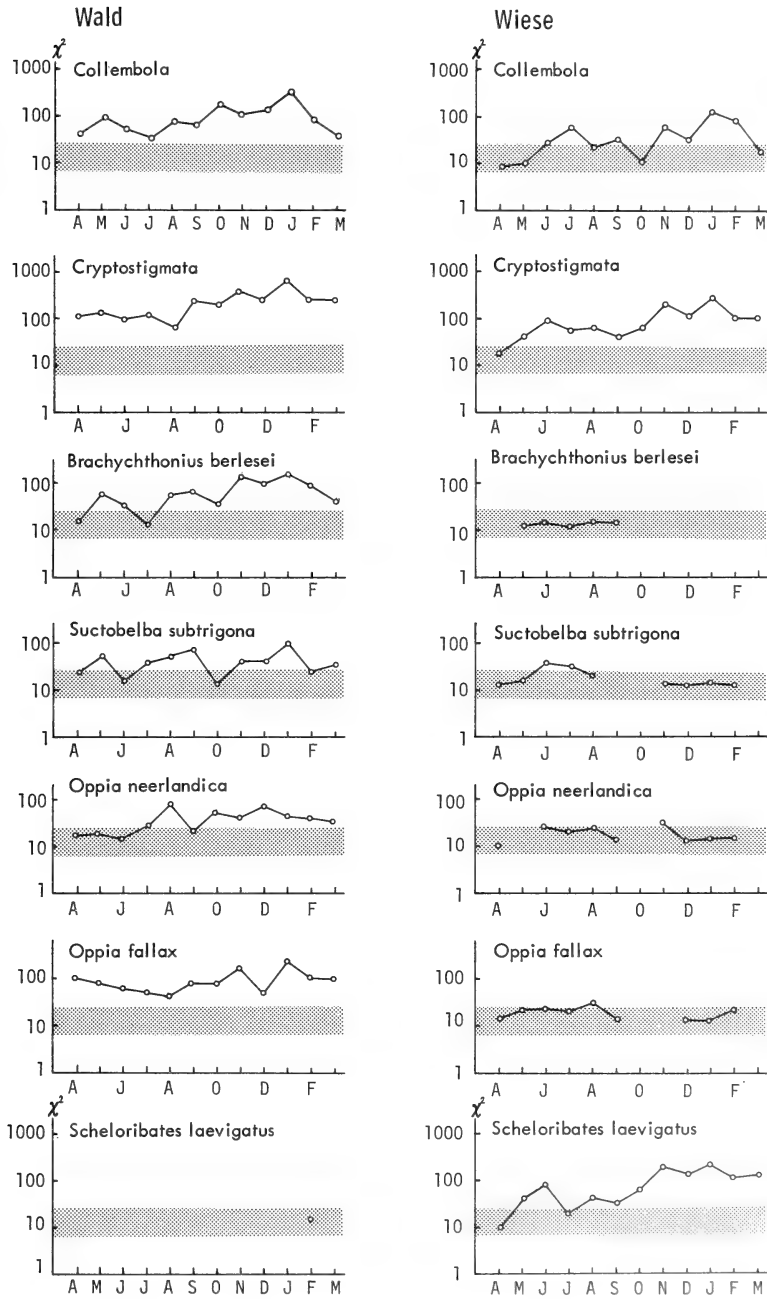 Wald
χ²
Collembola
1000
100
10
1
A M J J A S O N D J F M
Cryptostigmata
1000
100
10
1
A J A O D F
Brachychthonius berlesei
100
10
1
A J A O D F
Suctobelba subtrigona
100
10
1
A J A O D F
Oppia neerlandica
100
10
1
A J A O D F
Oppia fallax
100
10
1
A J A O D F
χ²
Scheloribates laevigatus
1000
100
10
1
A M J J A S O N D J F M
Wiese
χ²
Collembola
1000
100
10
1
A M J J A S O N D J F M
Cryptostigmata
1000
100
10
1
A J A O D F
Brachychthonius berlesei
100
10
1
A J A O D F
Suctobelba subtrigona
100
10
1
A J A O D F
Oppia neerlandica
100
10
1
A J A O D F
Oppia fallax
100
10
1
A J A O D F
χ²
Scheloribates laevigatus
1000
100
10
1
A M J J A S O N D J F M